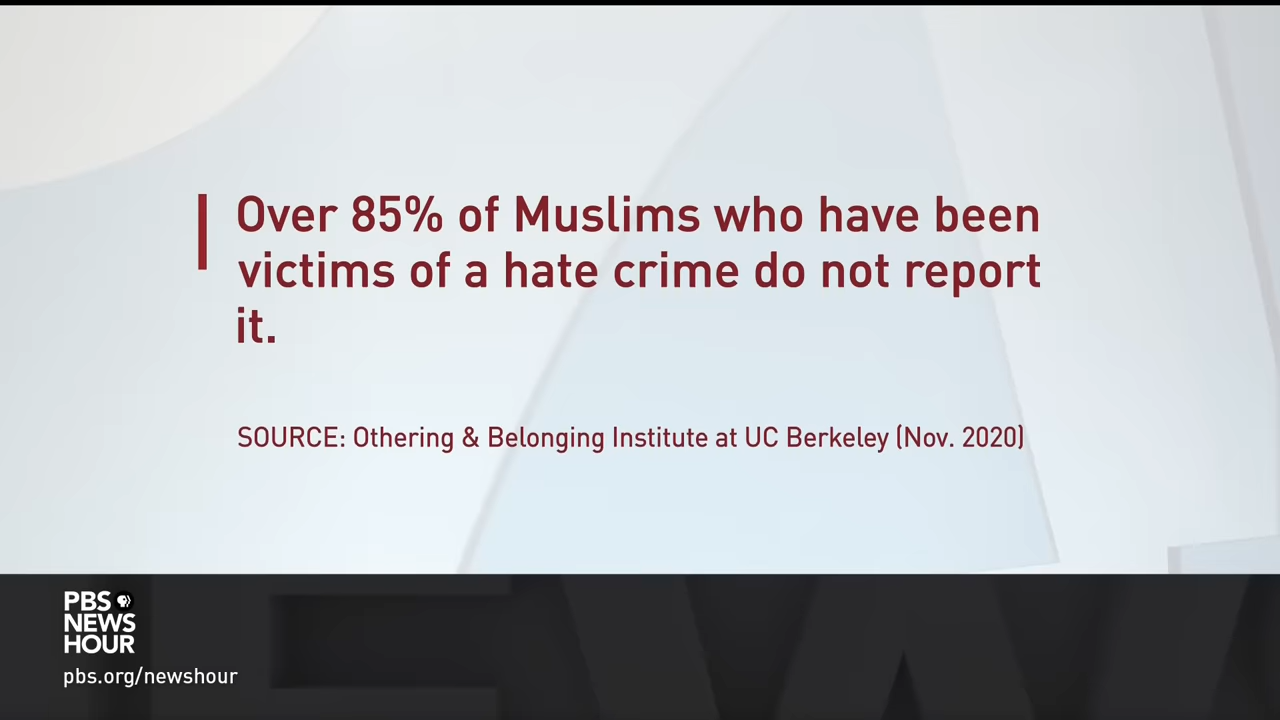 Over 85% of Muslims who have been
victims of a hate crime do not report
it.
SOURCE: Othering & Belonging Institute at UC Berkeley (Nov. 2020)
PBS
NEWS
HOUR
pbs.org/newshour